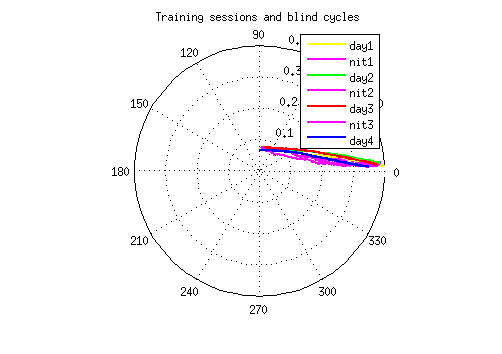 Training sessions and blind cycles
90
120
0.
150
0.3
0.2
0.1
180
0
210
330
240
300
270
day1
nit1
day2
nit2
day3
nit3
day4